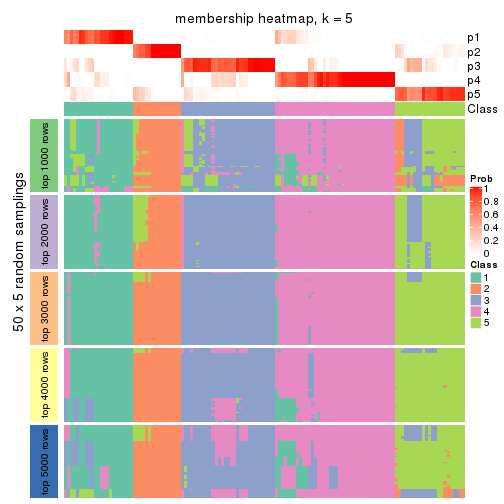 membership heatmap, k = 5
p1
p2
p3
p4
p5
Class
50 x 5 random samplings
top 1000 rows
top 2000 rows
top 3000 rows
top 4000 rows
top 5000 rows
Prob
1
0.8
0.6
0.4
0.2
0
Class
1
2
3
4
5